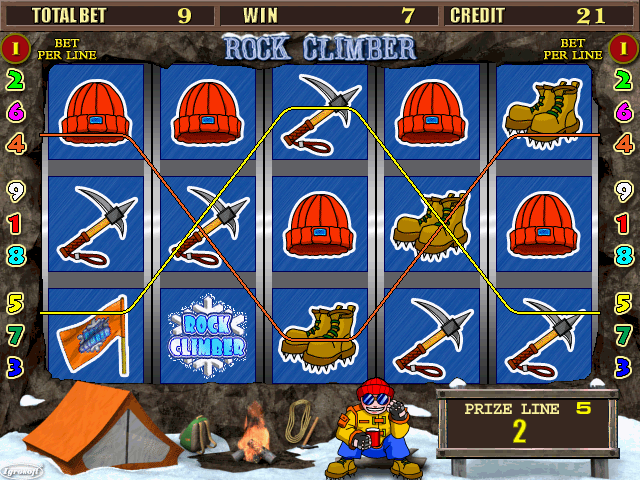 TOTAL BET 9 WIN 7 CREDIT 21
ROCK CLIMBER
1 BET PER LINE
BET PER LINE 1
2 2
6 6
4 4
9 9
1 1
8 8
5 5
7 7
3 3
ROCK CLIMBER
PRIZE LINE 5
2
Igrosoft